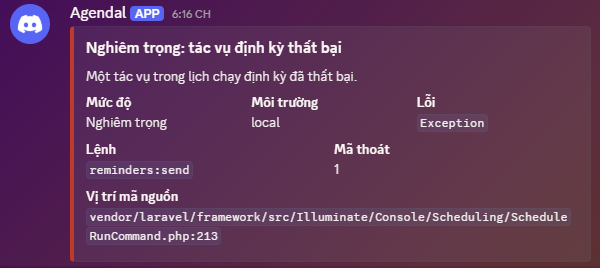 Agendal APP 6:16 CH
Nghiêm trọng: tác vụ định kỳ thất bại
Một tác vụ trong lịch chạy định kỳ đã thất bại.
Mức độ Môi trường Lỗi
Nghiêm trọng local Exception
Lệnh Mã thoát
reminders:send 1
Vị trí mã nguồn
vendor/laravel/framework/src/Illuminate/Console/Scheduling/Schedule
RunCommand.php:213